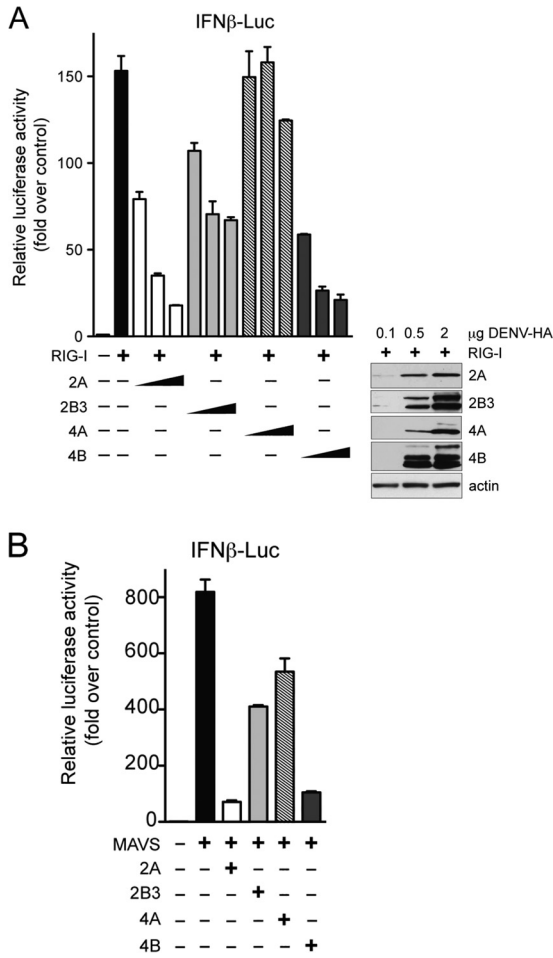 A
IFNβ-Luc
Relative luciferase activity
(fold over control)
150
100
50
0
RIG-I – + + + + +
2A – – – – –
2B3 – – – – –
4A – – – – –
4B – – – – –
0.1 0.5 2 μg DENV-HA
+ + + RIG-I
2A
2B3
4A
4B
actin
B
IFNβ-Luc
Relative luciferase activity
(fold over control)
800
600
400
200
0
MAVS – + + + + +
2A – – + – – –
2B3 – – – + – –
4A – – – – + –
4B – – – – – +